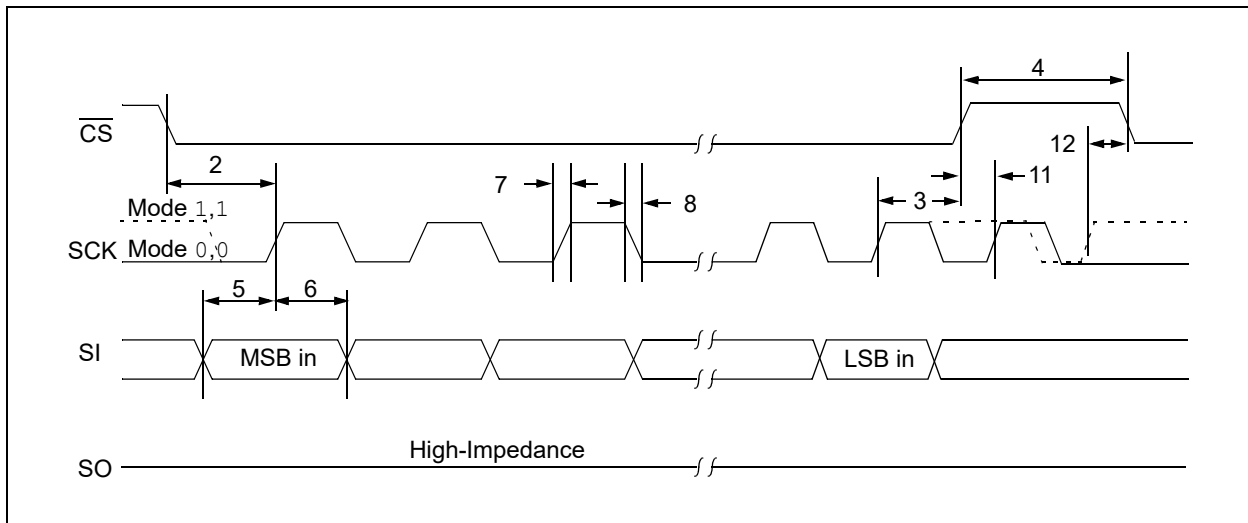 4
CS
12
2
7
8
3
11
Mode 1,1
SCK Mode 0,0
5
6
SI
MSB in
LSB in
High-Impedance
SO